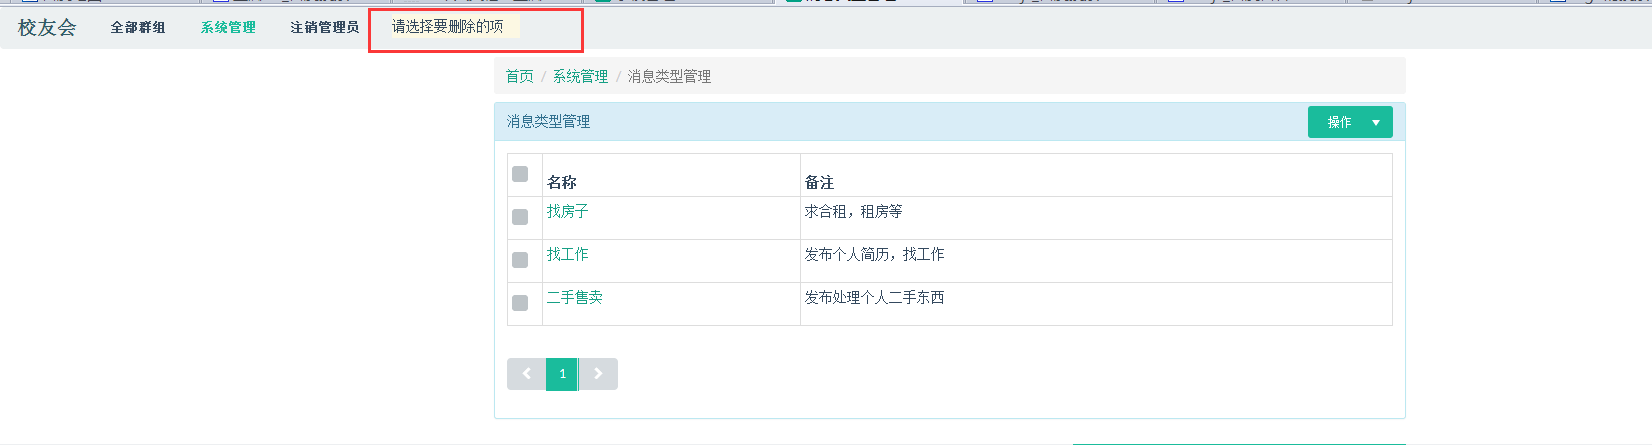 校友会 全部群组 系统管理 注销管理员 请选择要删除的项
首页 / 系统管理 / 消息类型管理
消息类型管理 操作
名称 备注
找房子 求合租，租房等
找工作 发布个人简历，找工作
二手售卖 发布处理个人二手东西
1